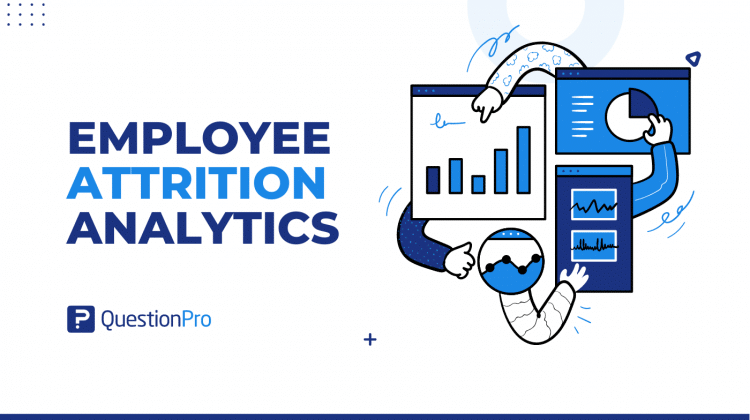 EMPLOYEE
ATTRITION
ANALYTICS
QuestionPro